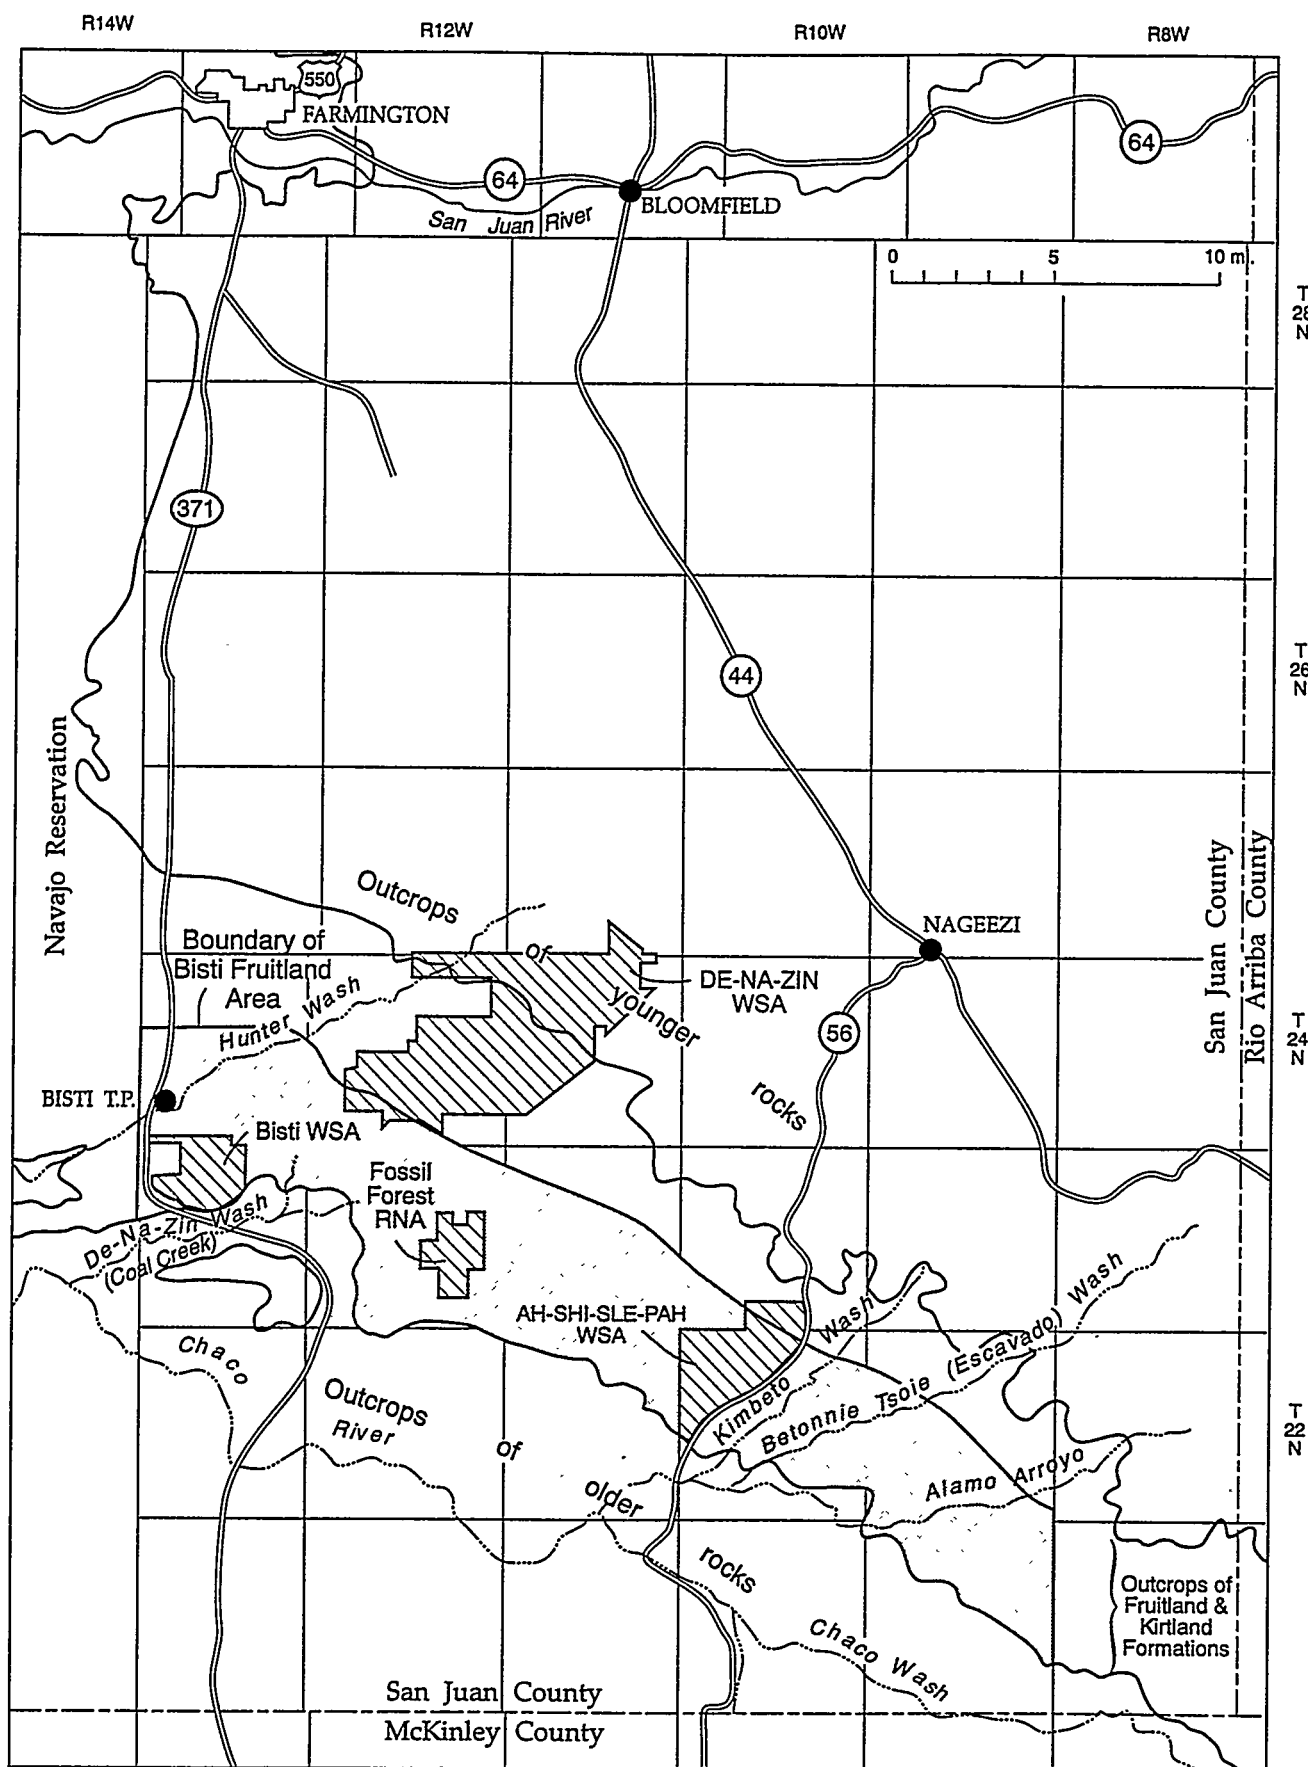 R14W
R12W
R10W
R8W
550
FARMINGTON
64
64
BLOOMFIELD
San Juan River
0 5 10 mi.
T
28
N
371
T
26
N
44
Navajo Reservation
San Juan County
Rio Arriba County
Outcrops
of
younger
rocks
NAGEEZI
Boundary of
Bisti Fruitland
Area
Hunter Wash
DE-NA-ZIN
WSA
56
T
24
N
BISTI T.P.
Bisti WSA
Fossil
Forest
RNA
De-Na-Zin Wash
(Coal Creek)
AH-SHI-SLE-PAH
WSA
Kimbeto Wash
Betonnie Tsoie (Escavado) Wash
Chaco
River
Outcrops
of
older
rocks
Alamo Arroyo
T
22
N
Outcrops of
Fruitland &
Kirtland
Formations
Chaco Wash
San Juan County
McKinley County